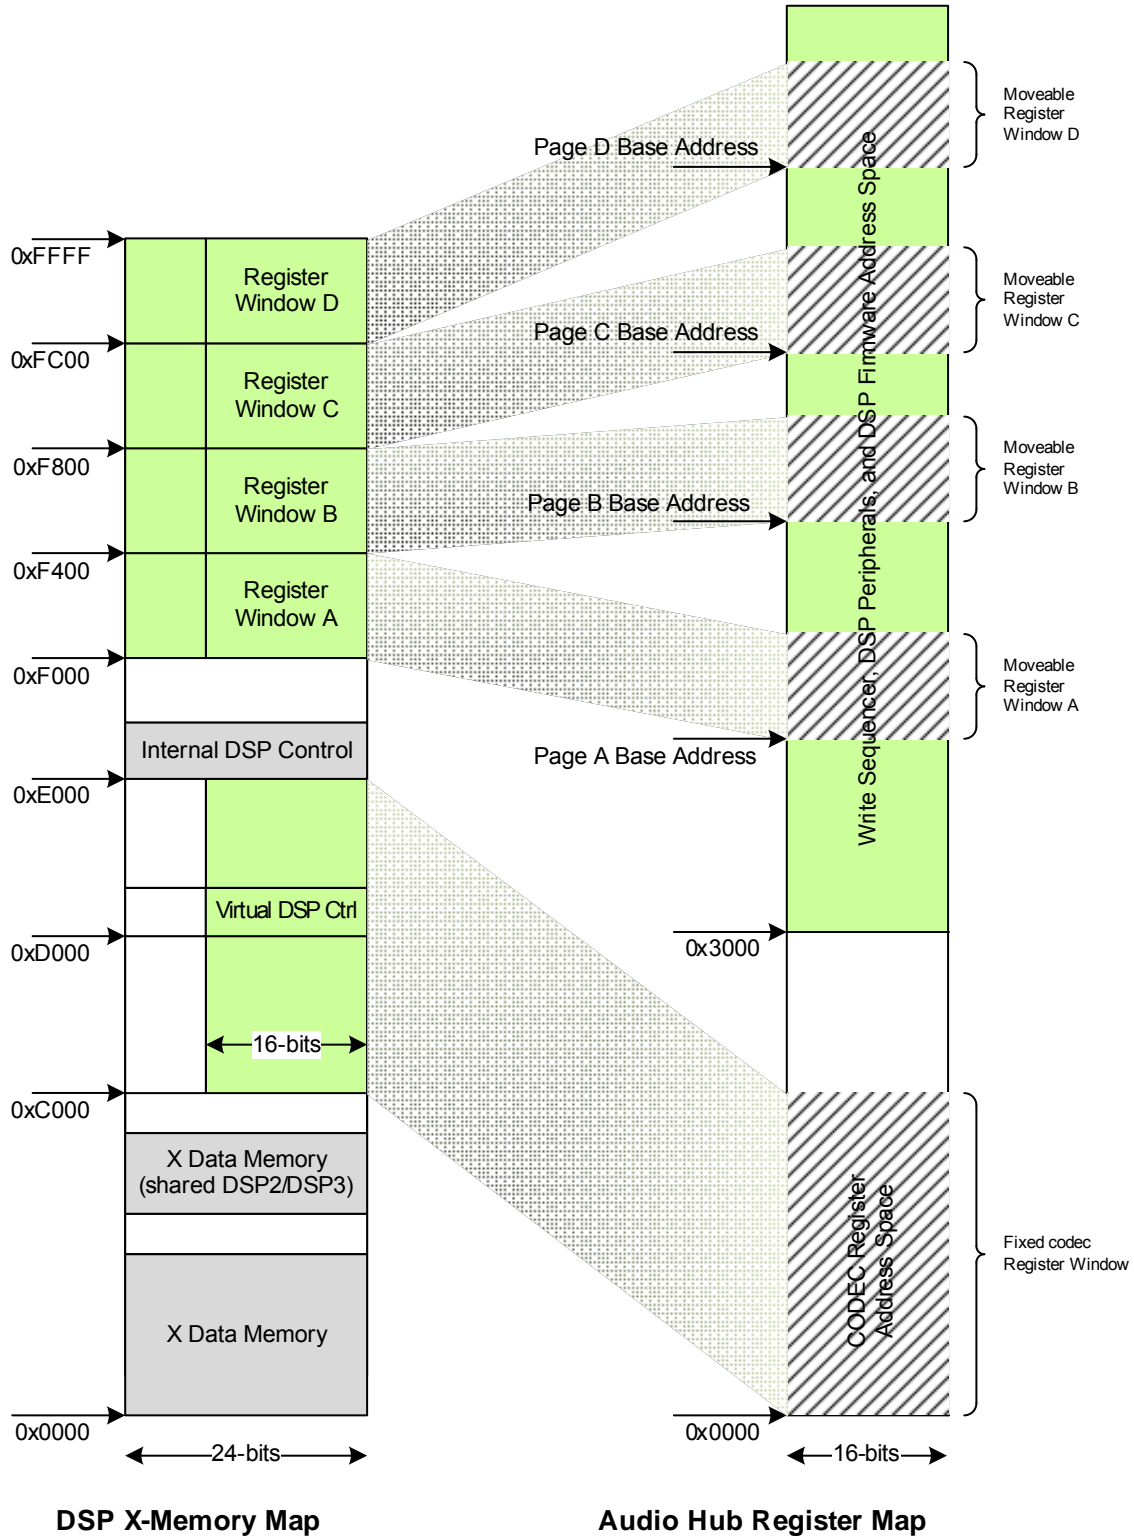 Moveable
Register
Window D
Page D Base Address
0xFFFF
Register
Window D
Moveable
Register
Window C
Page C Base Address
0xFC00
Register
Window C
Write Sequencer, DSP Peripherals, and DSP Firmware Address Space
Moveable
Register
Window B
0xF800
Register
Window B
Page B Base Address
0xF400
Register
Window A
Moveable
Register
Window A
0xF000
Page A Base Address
Internal DSP Control
0xE000
Virtual DSP Ctrl
0xD000
0x3000
16-bits
0xC000
X Data Memory
(shared DSP2/DSP3)
CODEC Register
Address Space
Fixed codec
Register Window
X Data Memory
0x0000
0x0000
24-bits
16-bits
DSP X-Memory Map
Audio Hub Register Map